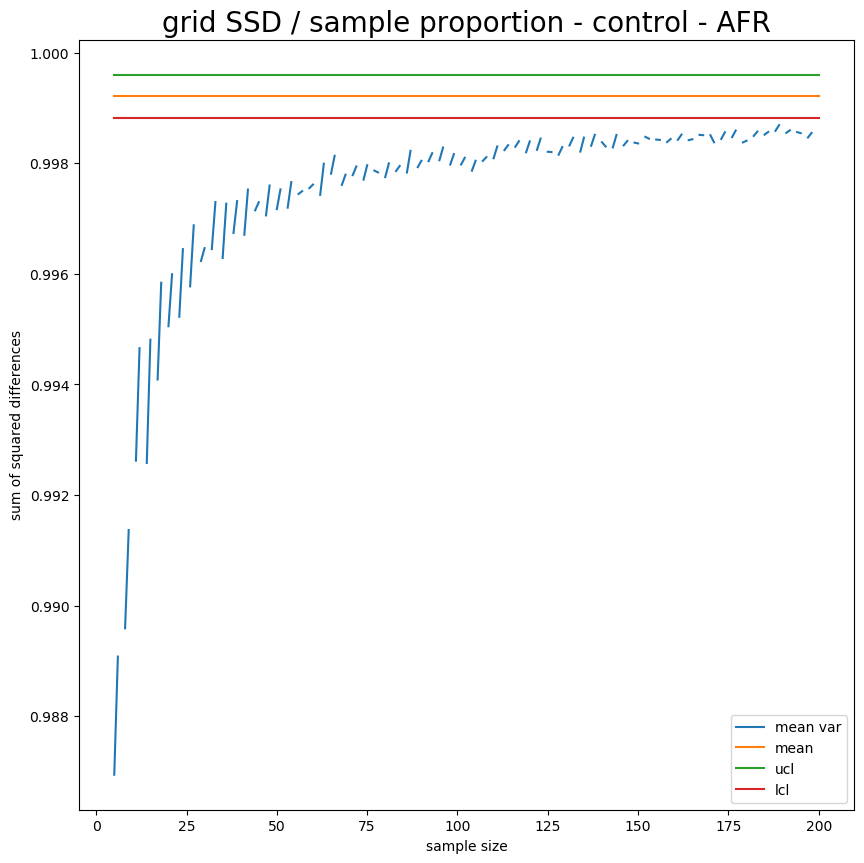 grid SSD / sample proportion - control - AFR
1.000
0.998
0.996
0.994
0.992
0.990
0.988
sum of squared differences
0 25 50 75 100 125 150 175 200
sample size
mean var
mean
ucl
lcl